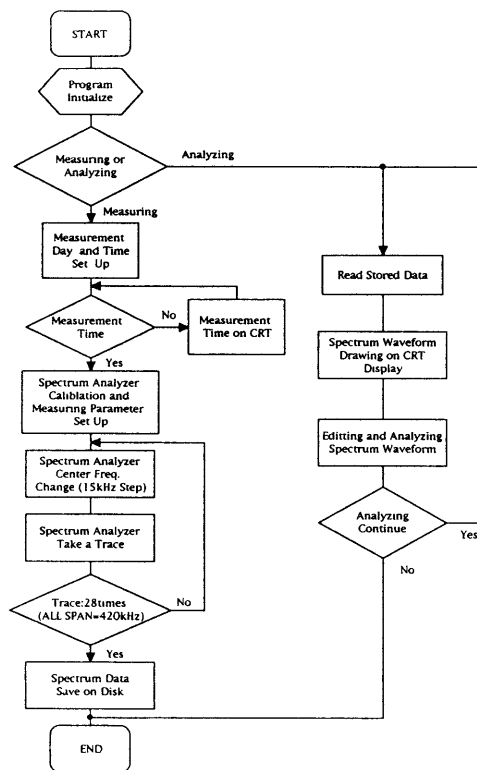 START
Program
Initialize
Measuring or
Analyzing
Analyzing
Measuring
Measurement
Day and Time
Set Up
Measurement
Time
No
Measurement
Time on CRT
Yes
Spectrum Analyzer
Caliblation and
Measuring Parameter
Set Up
Spectrum Analyzer
Center Freq.
Change (15kHz Step)
Spectrum Analyzer
Take a Trace
Trace:28times
(ALL SPAN=420kHz)
No
Yes
Spectrum Data
Save on Disk
END
Read Stored Data
Spectrum Waveform
Drawing on CRT
Display
Editting and Analyzing
Spectrum Waveform
Analyzing
Continue
Yes
No